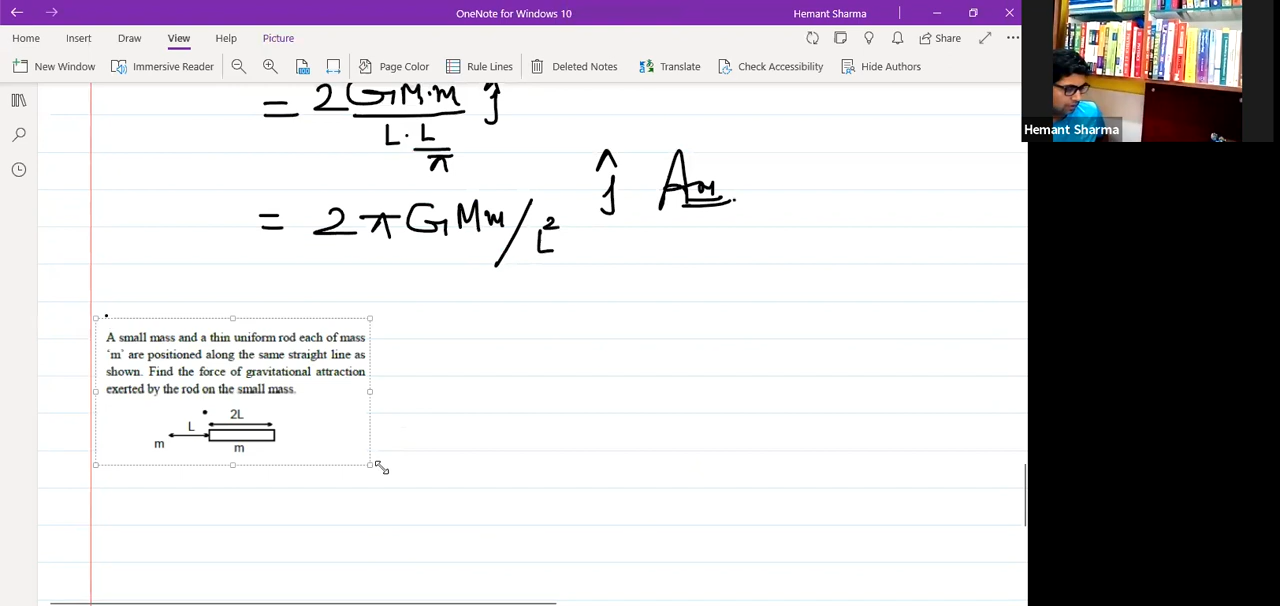 OneNote for Windows 10
Hemant Sharma
Home Insert Draw View Help Picture
Share
New Window Immersive Reader Page Color Rule Lines Deleted Notes Translate Check Accessibility Hide Authors
Hemant Sharma
= 2GM.m ĵ
L. L
π
= 2πGMm/L² ĵ Ans.
A small mass and a thin uniform rod each of mass
‘m’ are positioned along the same straight line as
shown. Find the force of gravitational attraction
exerted by the rod on the small mass.
2L
L
m
m